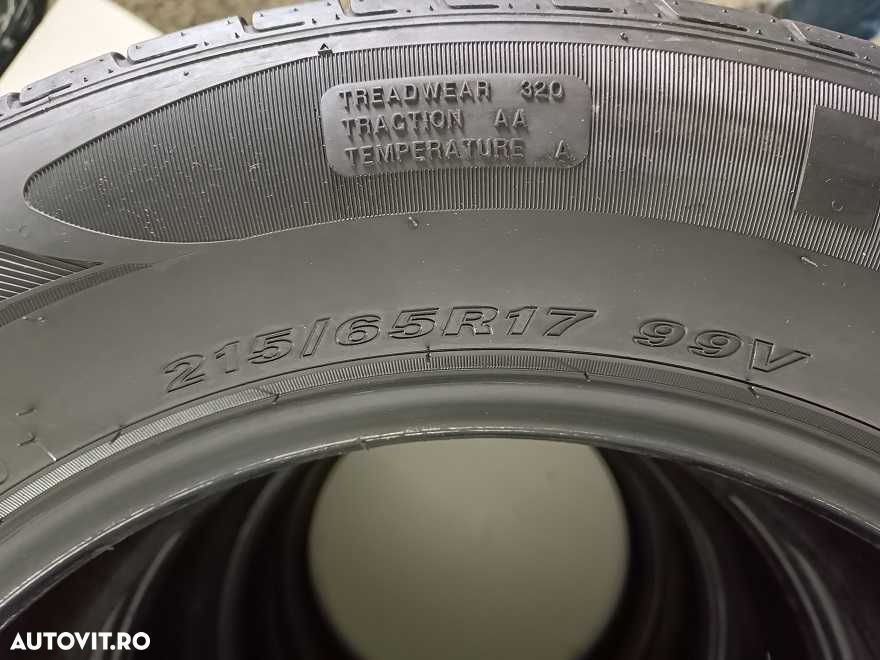 TREADWEAR 320
TRACTION AA
TEMPERATURE A
215/65R17 99V
AUTOVIT.RO